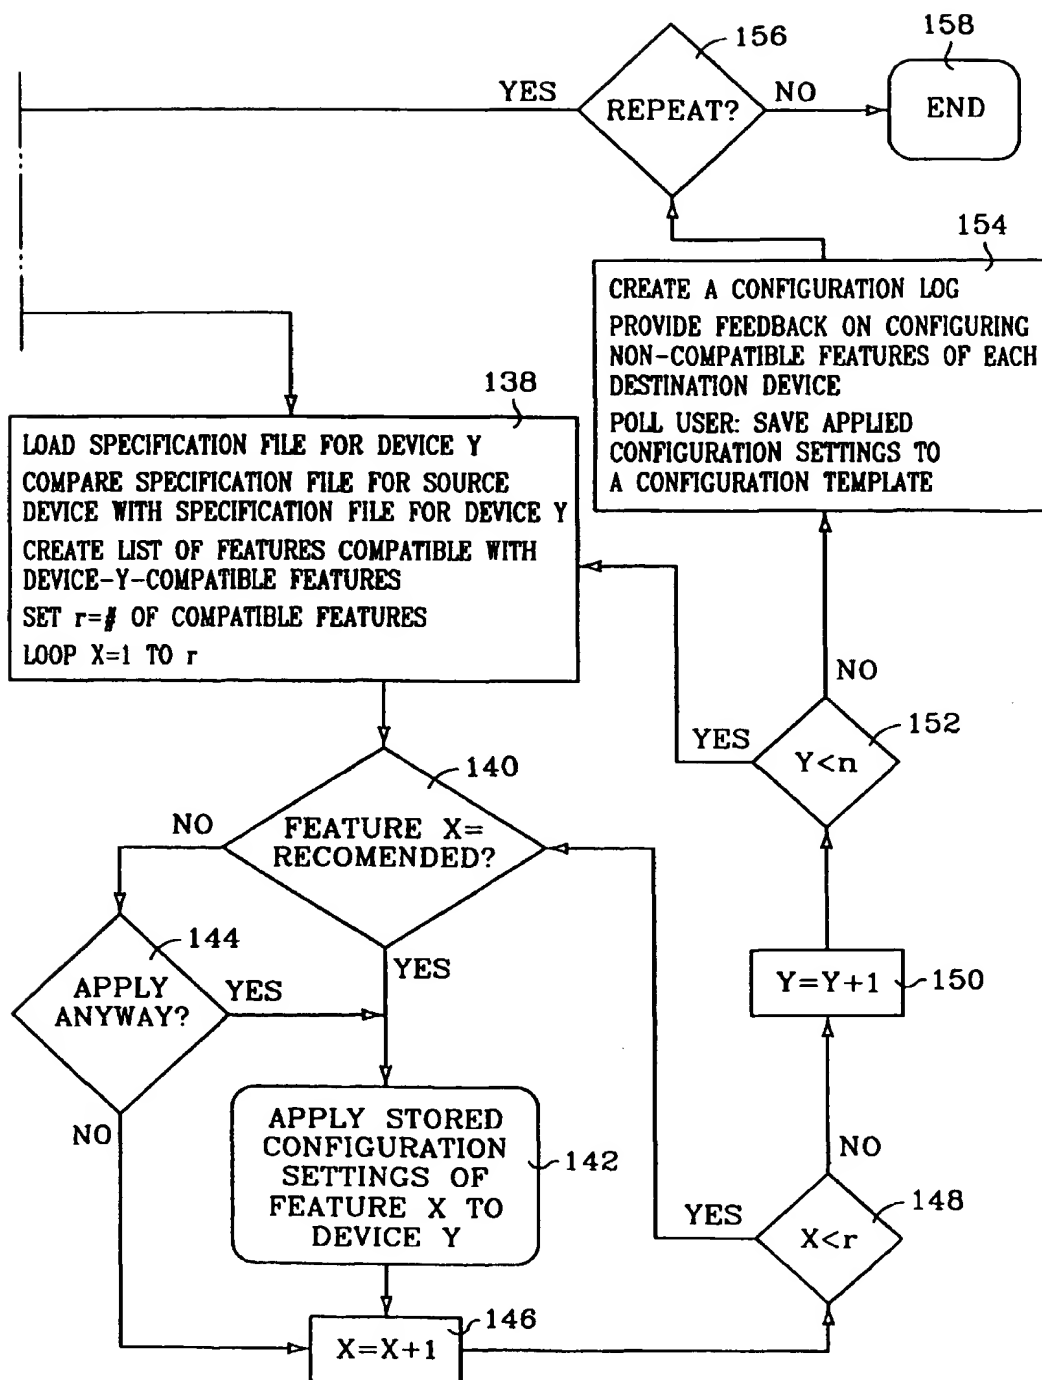 158
156
YES
REPEAT?
NO
END
154
CREATE A CONFIGURATION LOG
PROVIDE FEEDBACK ON CONFIGURING
NON-COMPATIBLE FEATURES OF EACH
DESTINATION DEVICE
POLL USER: SAVE APPLIED
CONFIGURATION SETTINGS TO
A CONFIGURATION TEMPLATE
138
LOAD SPECIFICATION FILE FOR DEVICE Y
COMPARE SPECIFICATION FILE FOR SOURCE
DEVICE WITH SPECIFICATION FILE FOR DEVICE Y
CREATE LIST OF FEATURES COMPATIBLE WITH
DEVICE-Y-COMPATIBLE FEATURES
SET r=# OF COMPATIBLE FEATURES
LOOP X=1 TO r
NO
152
YES
Y<n
140
NO
FEATURE X=
RECOMENDED?
144
YES
APPLY
ANYWAY?
YES
Y=Y+1
150
NO
APPLY STORED
CONFIGURATION
SETTINGS OF
FEATURE X TO
DEVICE Y
142
NO
148
YES
X<r
146
X=X+1